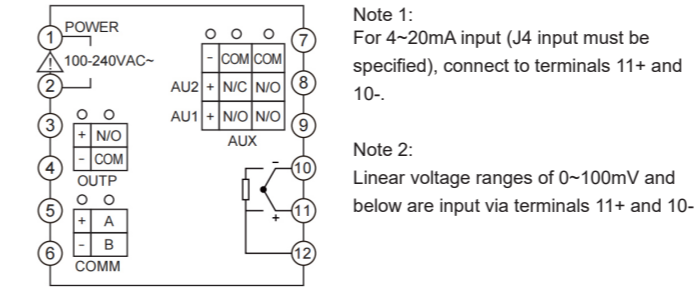 1 POWER
100-240VAC~
2
3 + N/O
4 - COM
OUTP
5 + A
6 - B
COMM
7
- COM COM
AU2 + N/C N/O 8
AU1 + N/O N/O 9
AUX
- 10
+ 11
12
Note 1:
For 4~20mA input (J4 input must be
specified), connect to terminals 11+ and
10-.
Note 2:
Linear voltage ranges of 0~100mV and
below are input via terminals 11+ and 10-